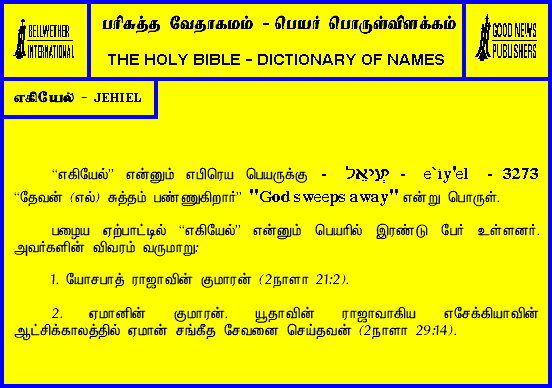 BELLWETHER
INTERNATIONAL
பரிசுத்த வேதாகமம் - பெயர் பொருள்விளக்கம்
THE HOLY BIBLE - DICTIONARY OF NAMES
GOOD NEWS
PUBLISHERS
எகியேல் - JEHIEL
“எகியேல்” என்னும் எபிரெய பெயருக்கு - יְעִיאֵל - e`iy'el - 3273
“தேவன் (எல்) சுத்தம் பண்ணுகிறார்” "God sweeps away" என்று பொருள்.
பழைய ஏற்பாட்டில் “எகியேல்” என்னும் பெயரில் இரண்டு பேர் உள்ளனர்.
அவர்களின் விவரம் வருமாறு:
1. யோசபாத் ராஜாவின் குமாரன் (2நாளா 21:2).
2. ஏமானின் குமாரன். யூதாவின் ராஜாவாகிய எசேக்கியாவின்
ஆட்சிக்காலத்தில் ஏமான் சங்கீத சேவனை செய்தவன் (2நாளா 29:14).